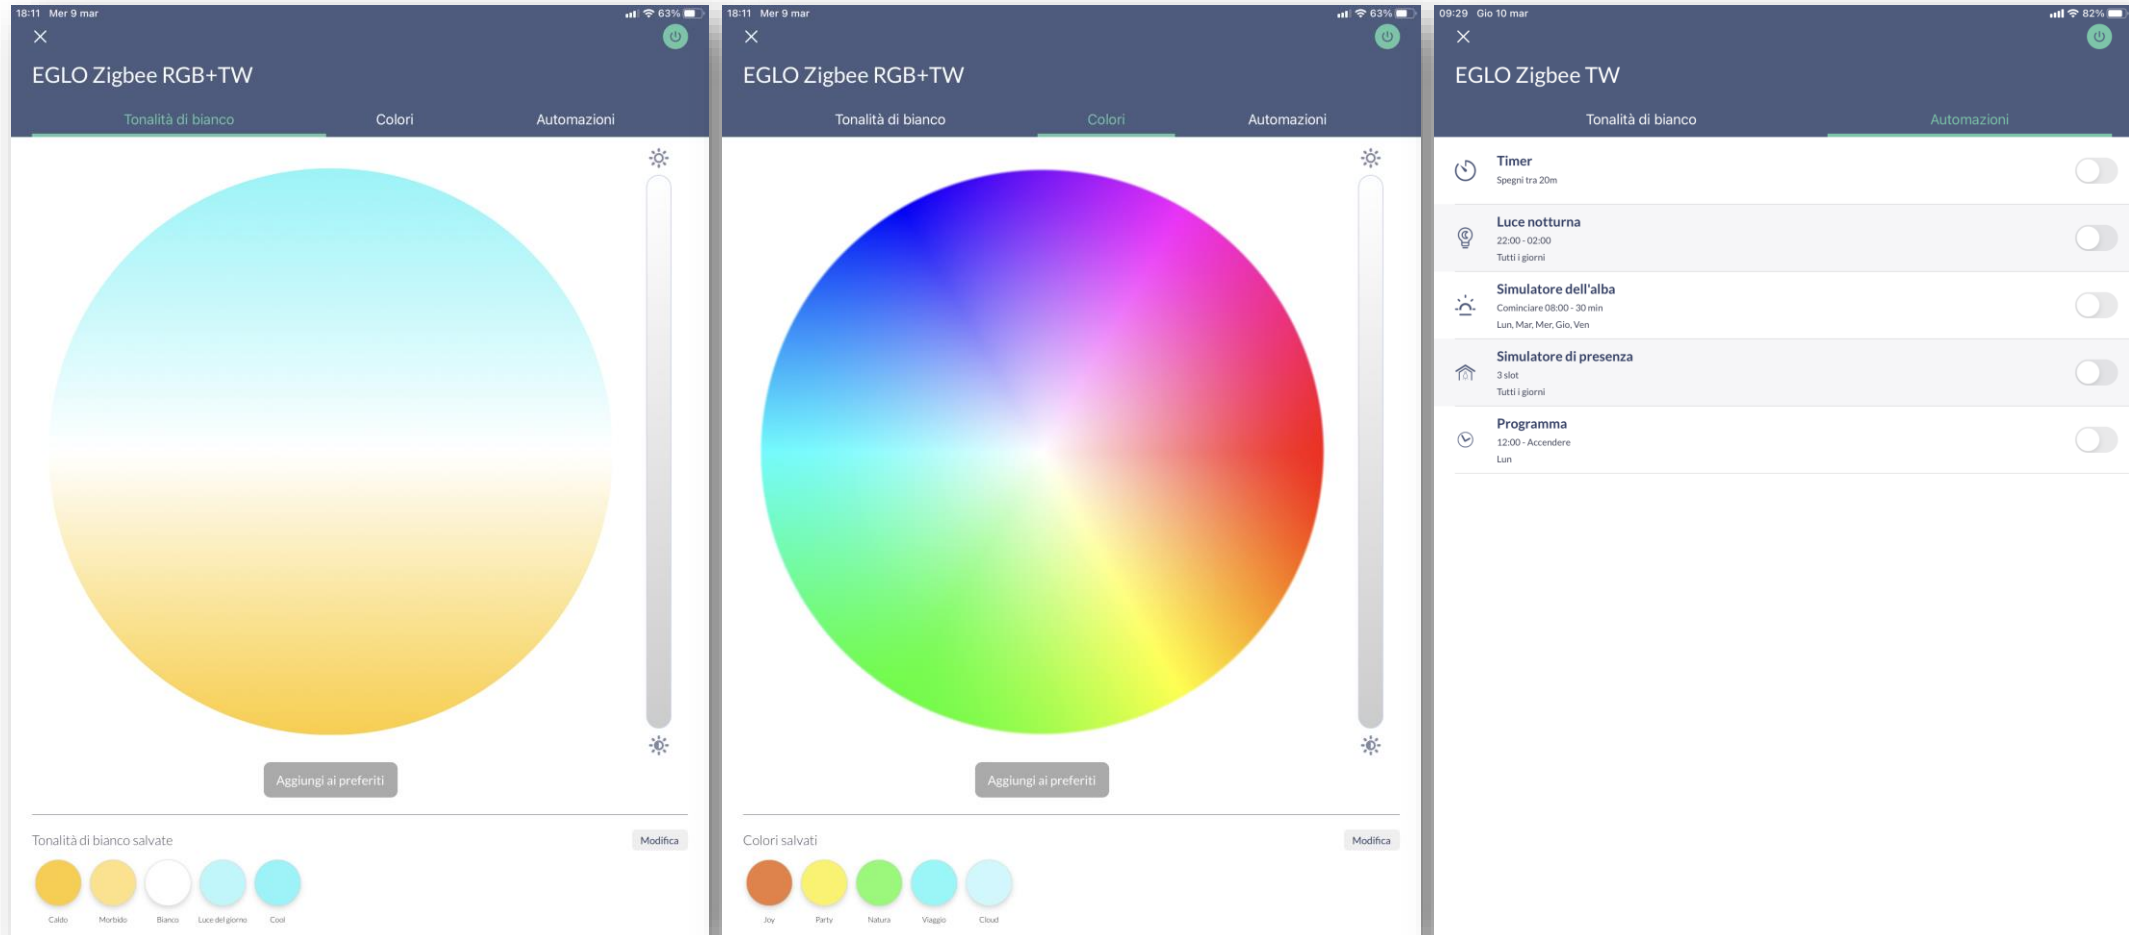 18:11 Mer 9 mar
63%
EGLO Zigbee RGB+TW
Tonalità di bianco
Colori
Automazioni
Aggiungi ai preferiti
Tonalità di bianco salvate
Modifica
Caldo
Morbido
Bianco
Luce del giorno
Cool
18:11 Mer 9 mar
63%
EGLO Zigbee RGB+TW
Tonalità di bianco
Colori
Automazioni
Aggiungi ai preferiti
Colori salvati
Modifica
Joy
Party
Natura
Viaggio
Cloud
09:29 Gio 10 mar
82%
EGLO Zigbee TW
Tonalità di bianco
Automazioni
Timer
Spegni tra 20m
Luce notturna
22:00 - 02:00
Tutti i giorni
Simulatore dell'alba
Cominciare 08:00 - 30 min
Lun, Mar, Mer, Gio, Ven
Simulatore di presenza
3 slot
Tutti i giorni
Programma
12:00 - Accendere
Lun